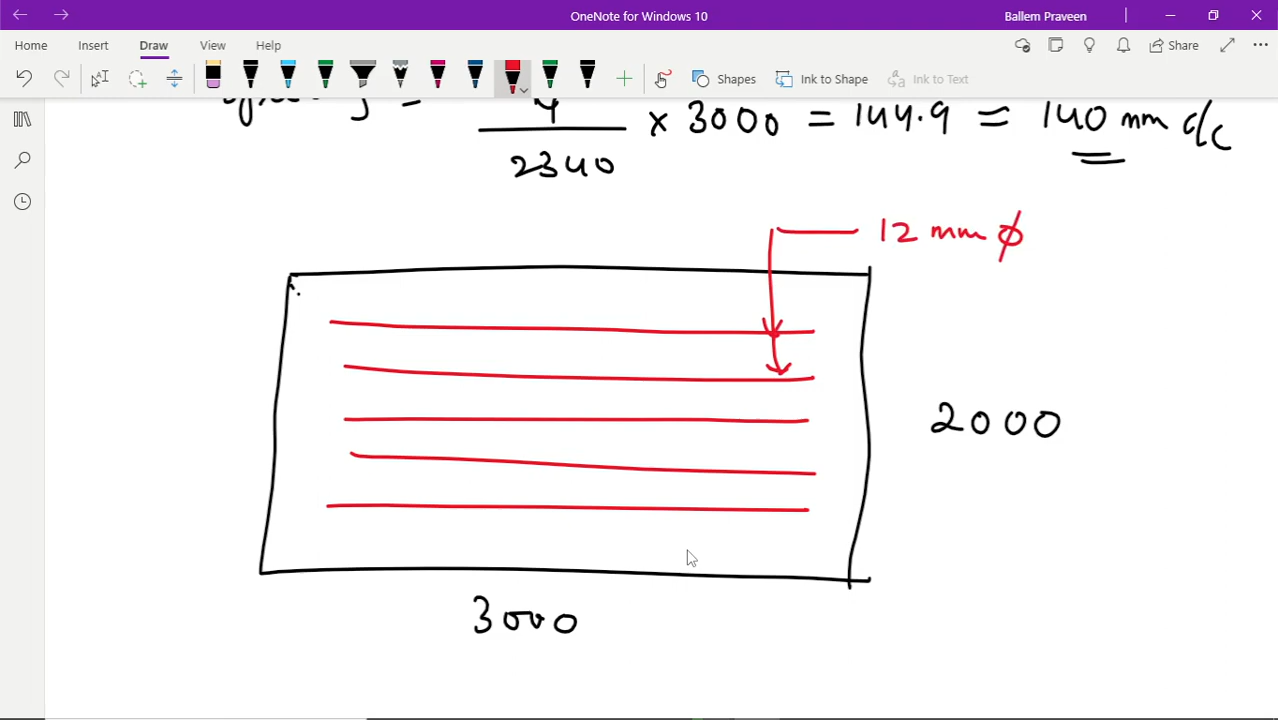 OneNote for Windows 10
Ballem Praveen
Home Insert Draw View Help
Share
Shapes Ink to Shape Ink to Text
4
2340
× 3000 = 144.9 = 140 mm c/c
12 mm ϕ
2000
3000